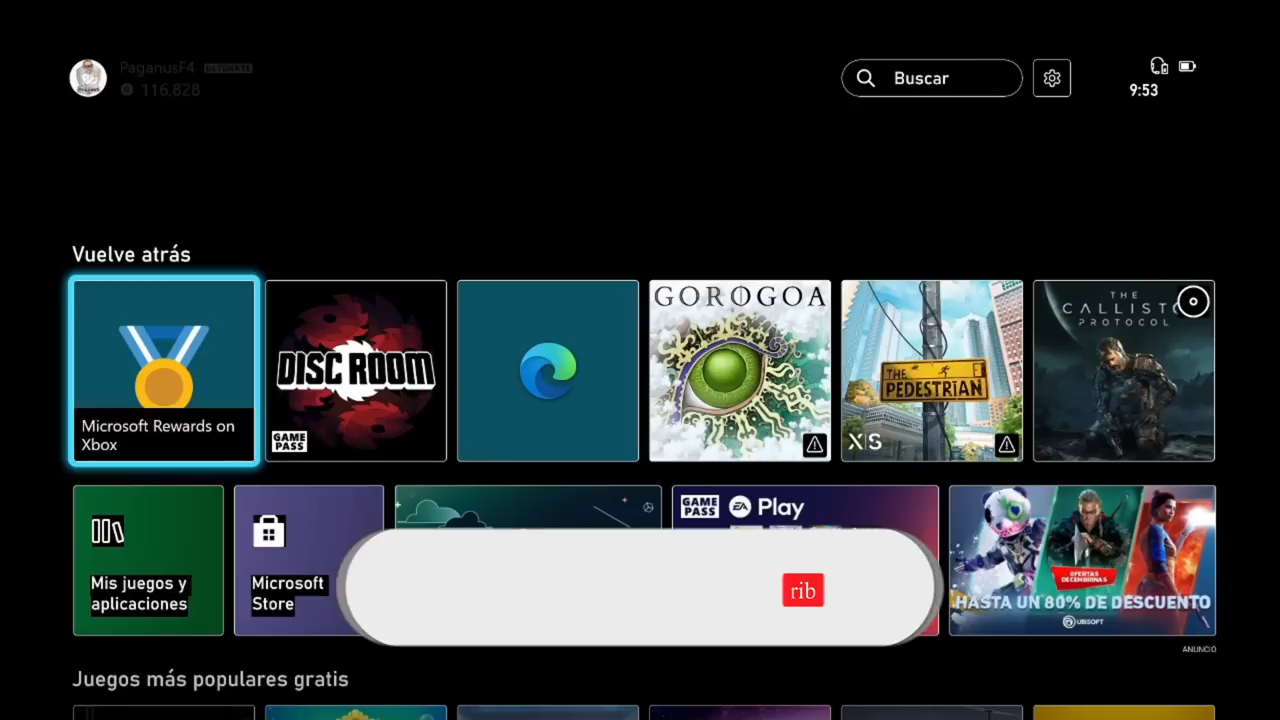 PaganusF4 ULTIMATE
116,828
Buscar
9:53
Vuelve atrás
Microsoft Rewards on
Xbox
DISC ROOM
GAME
PASS
GOROGOA
THE
PEDESTRIAN
X|S
THE
CALLISTO
PROTOCOL
Mis juegos y
aplicaciones
Microsoft
Store
GAME
PASS
EA Play
rib
OFERTAS
DECEMBRINAS
HASTA UN 80% DE DESCUENTO
UBISOFT
ANUNCIO
Juegos más populares gratis